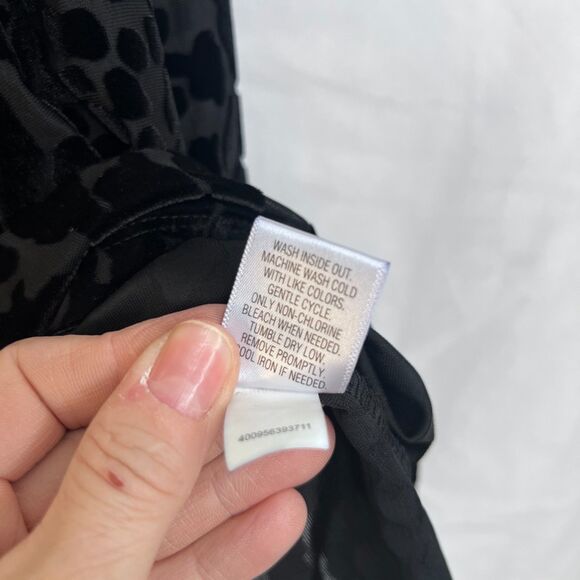 WASH INSIDE OUT.
MACHINE WASH COLD
WITH LIKE COLORS.
GENTLE CYCLE.
ONLY NON-CHLORINE
BLEACH WHEN NEEDED.
TUMBLE DRY LOW,
REMOVE PROMPTLY.
COOL IRON IF NEEDED.
400956393711